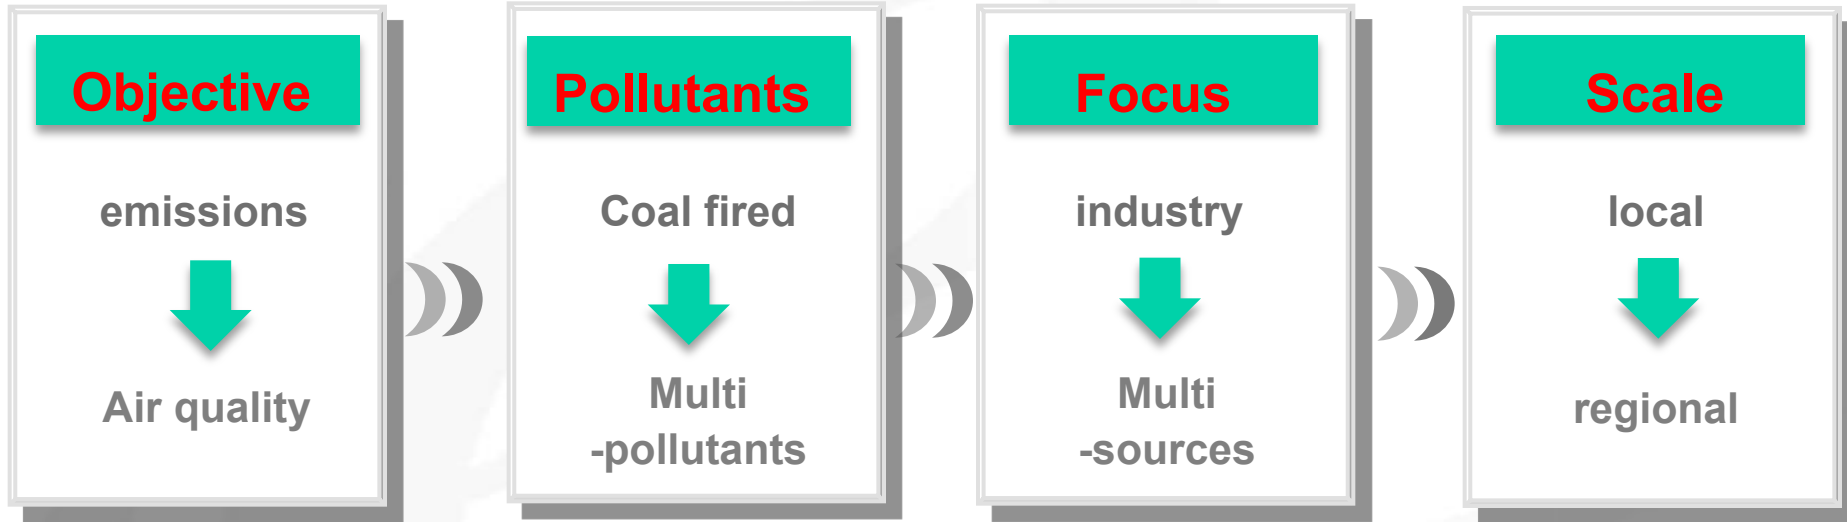 Objective
emissions
Air quality
Pollutants
Coal fired
Multi
-pollutants
Focus
industry
Multi
-sources
Scale
local
regional